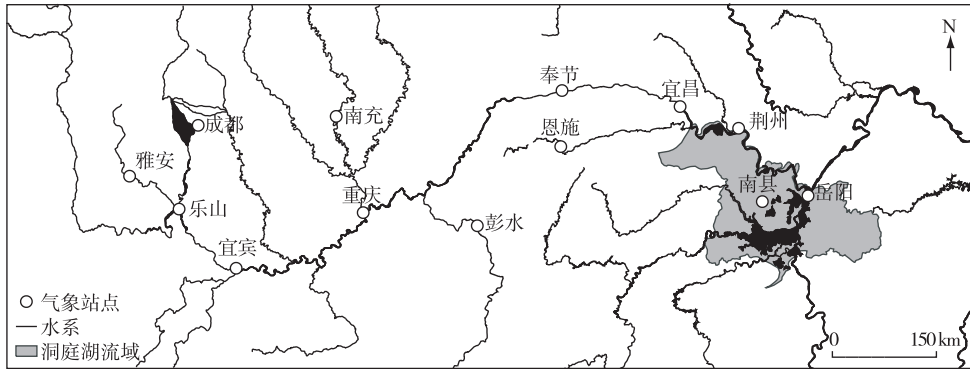 N
奉节
宜昌
南充
荆州
成都
恩施
雅安
重庆
南县
岳阳
乐山
彭水
宜宾
气象站点
水系
洞庭湖流域
0 150 km